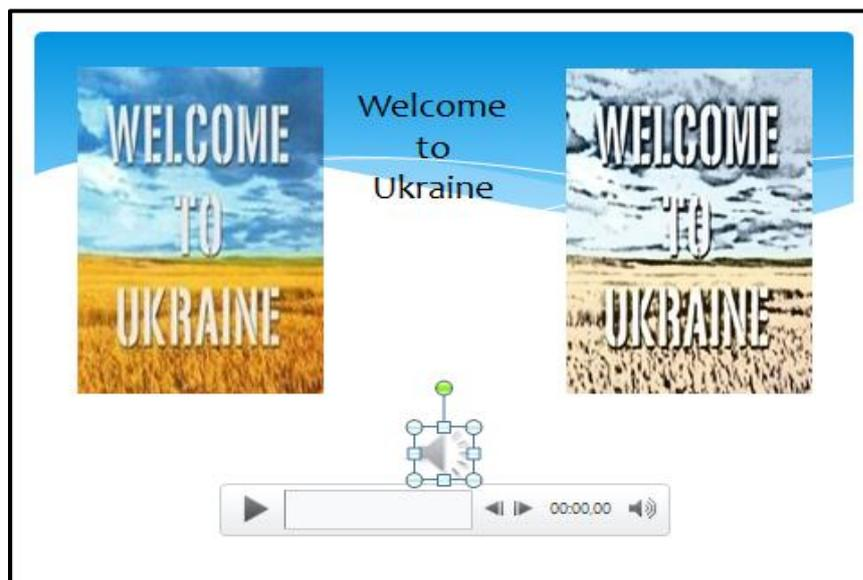 WELCOME
TO
UKRAINE
Welcome
to
Ukraine
WELCOME
TO
UKRAINE
00:00,00